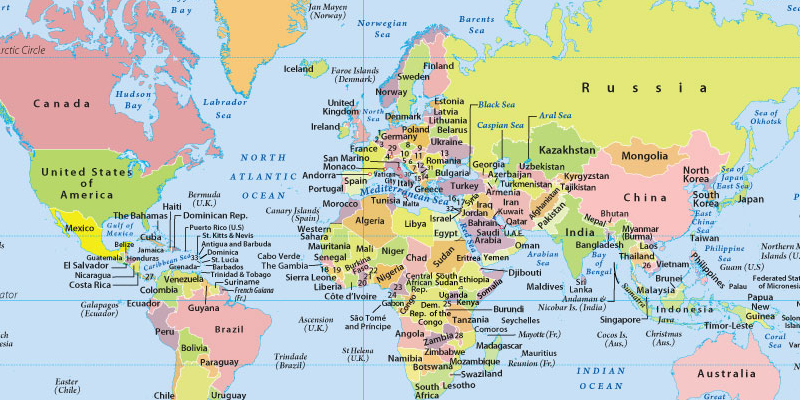 Jan Mayen
(Norway)
Norwegian
Sea
Barents
Sea
Baffin
Bay
Arctic Circle
Iceland
Faroe Islands
(Denmark)
Finland
Sweden
Norway
Russia
Canada
Hudson
Bay
Labrador
Sea
United
Kingdom
North
Sea
Denmark
Estonia
Latvia
Lithuania
Belarus
Black Sea
Caspian Sea
Aral Sea
Sea of
Okhotsk
Ireland
Germany
Poland
Ukraine
Kazakhstan
Mongolia
France
San Marino
Monaco
Andorra
Vatican
City
Romania
Bulgaria
Georgia
Azerbaijan
Armenia
Uzbekistan
Turkmenistan
Kyrgyzstan
Tajikistan
North
Korea
South
Korea
Sea of
Japan
(East Sea)
Japan
United States
of
America
NORTH
ATLANTIC
OCEAN
Portugal
Spain
Italy
Greece
Turkey
Mediterranean Sea
China
Morocco
Tunisia
Malta
Israel
Syria
Iraq
Jordan
Iran
Kuwait
Qatar
Bahrain
U.A.E.
Afghanistan
Pakistan
Nepal
Bhutan
East
China
Sea
Taiwan
Bermuda
(U.K.)
Canary Islands
(Spain)
Mexico
Gulf of
Mexico
The Bahamas
Haiti
Dominican Rep.
Cuba
Jamaica
Puerto Rico (U.S)
St. Kitts & Nevis
Antigua and Barbuda
Dominica
St. Lucia
Barbados
Grenada
Trinidad & Tobago
Caribbean Sea
Belize
Guatemala
Honduras
El Salvador
Nicaragua
Costa Rica
27
33
32
Western
Sahara
Algeria
Libya
Egypt
Saudi
Arabia
Red Sea
Oman
Yemen
Arabian
Sea
India
Bangladesh
Myanmar
(Burma)
Laos
Thailand
26
Vietnam
Bay
of
Bengal
Philippine
Sea
Philippines
Guam (U.S)
Northern M
Islands (U.
Mauritania
Mali
Niger
Chad
Sudan
Eritrea
Djibouti
Cabo Verde
The Gambia
Sierra Leone
Liberia
Côte d'Ivoire
Burkina
Faso
Nigeria
Central
African
Rep.
South
Sudan
Ethiopia
Somalia
Maldives
Sri
Lanka
Andaman &
Nicobar Is. (India)
Brunei
Malaysia
Palau
Federated States
of Micronesia
Venezuela
Suriname
French Guiana
(Fr.)
Colombia
Guyana
Ecuador
Galapagos
(Ecuador)
Equator
Gabon
Congo
Dem.
Rep. of the
Congo
Uganda
Kenya
Burundi
Tanzania
Seychelles
Comoros
Mayotte (Fr.)
São Tomé
and Príncipe
Ascension
(U.K.)
Singapore
Sumatra
Indonesia
Java
Papua
New
Guinea
Solomon
Timor-Leste
Peru
Brazil
Bolivia
Paraguay
Chile
Uruguay
Trindade
(Brazil)
Easter
(Chile)
St Helena
(U.K.)
Angola
Zambia
28
Zimbabwe
Mozambique
Madagascar
Mauritius
Réunion (Fr.)
Namibia
Botswana
Swaziland
South
Africa
Lesotho
INDIAN
OCEAN
Cocos Is.
(Aus.)
Christmas
(Aus.)
Coral
Sea
Australia
Great